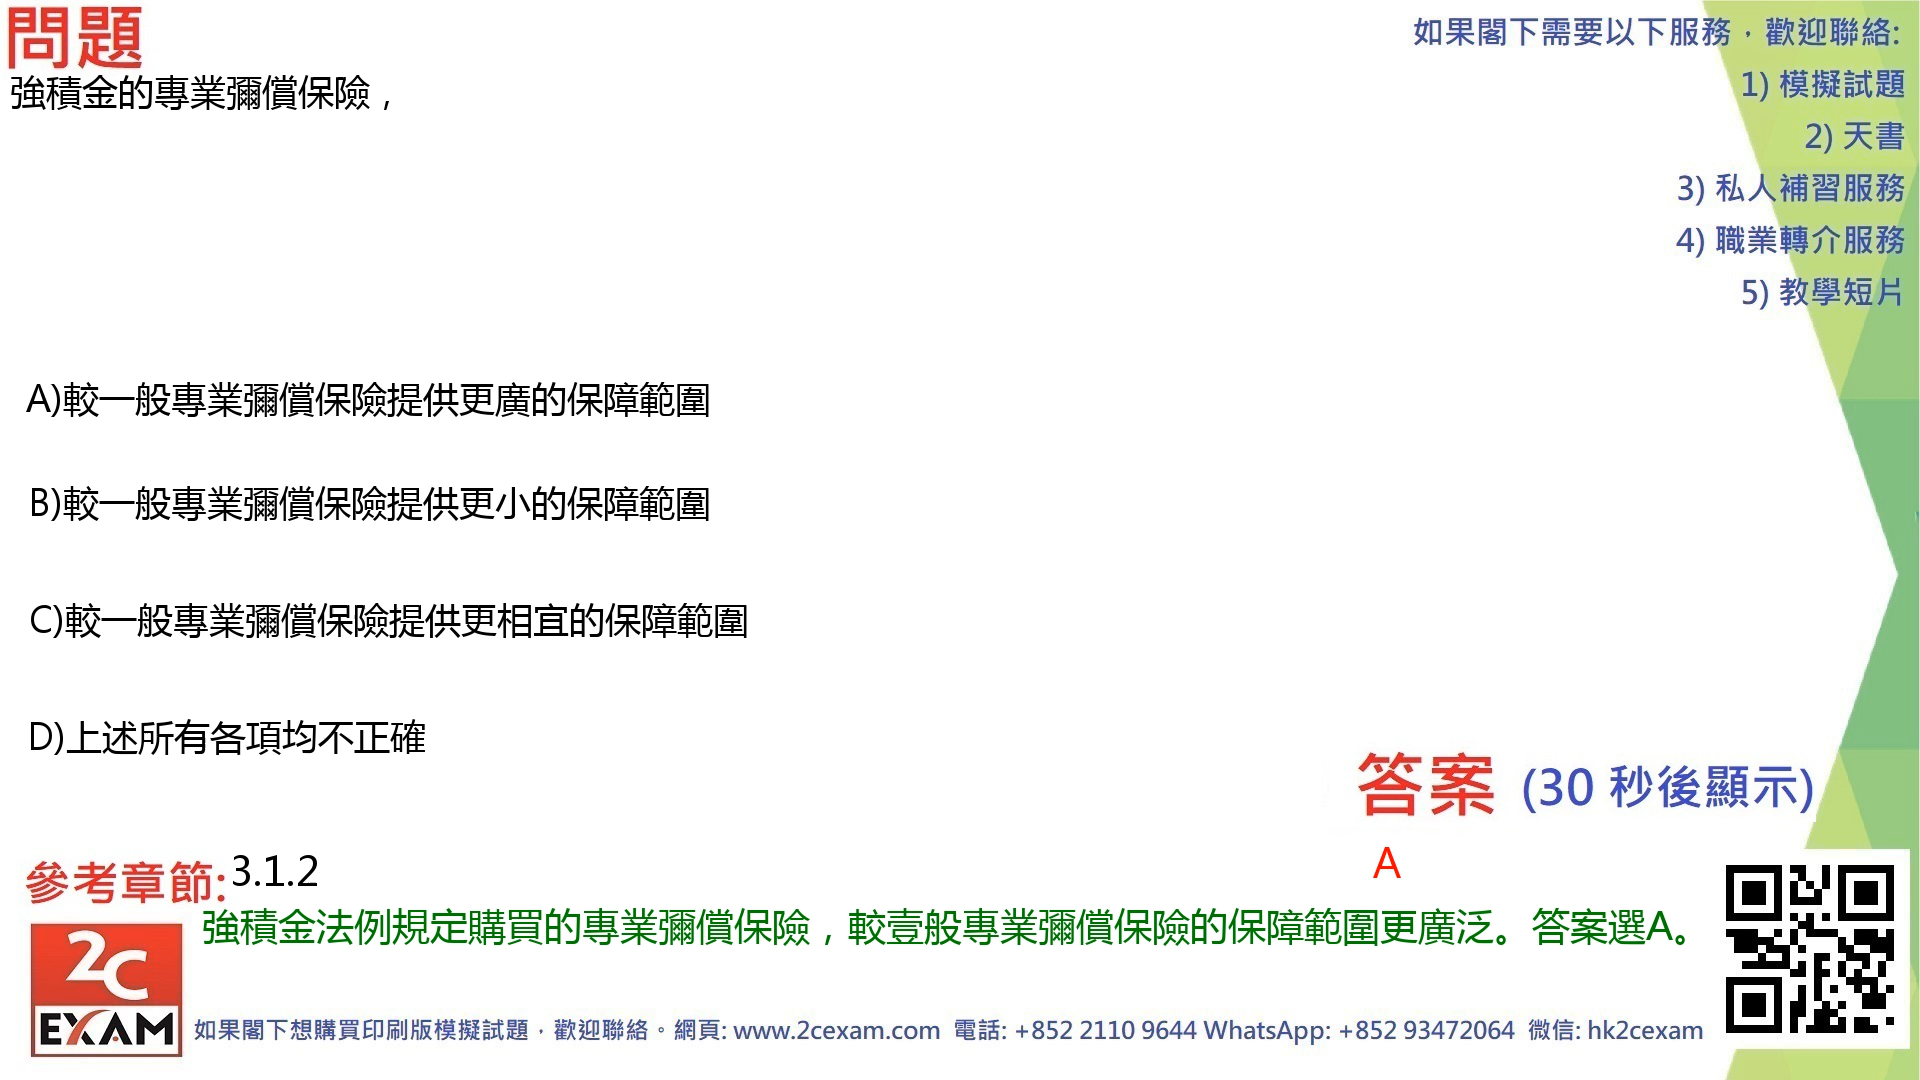 問題
強積金的專業彌償保險，
A)較一般專業彌償保險提供更廣的保障範圍
B)較一般專業彌償保險提供更小的保障範圍
C)較一般專業彌償保險提供更相宜的保障範圍
D)上述所有各項均不正確
如果閣下需要以下服務，歡迎聯絡:
1) 模擬試題
2) 天書
3) 私人補習服務
4) 職業轉介服務
5) 教學短片
答案 (30 秒後顯示)
A
參考章節:3.1.2
強積金法例規定購買的專業彌償保險，較壹般專業彌償保險的保障範圍更廣泛。答案選A。
2C
EXAM
如果閣下想購買印刷版模擬試題，歡迎聯絡。網頁: www.2cexam.com 電話: +852 2110 9644 WhatsApp: +852 93472064 微信: hk2cexam